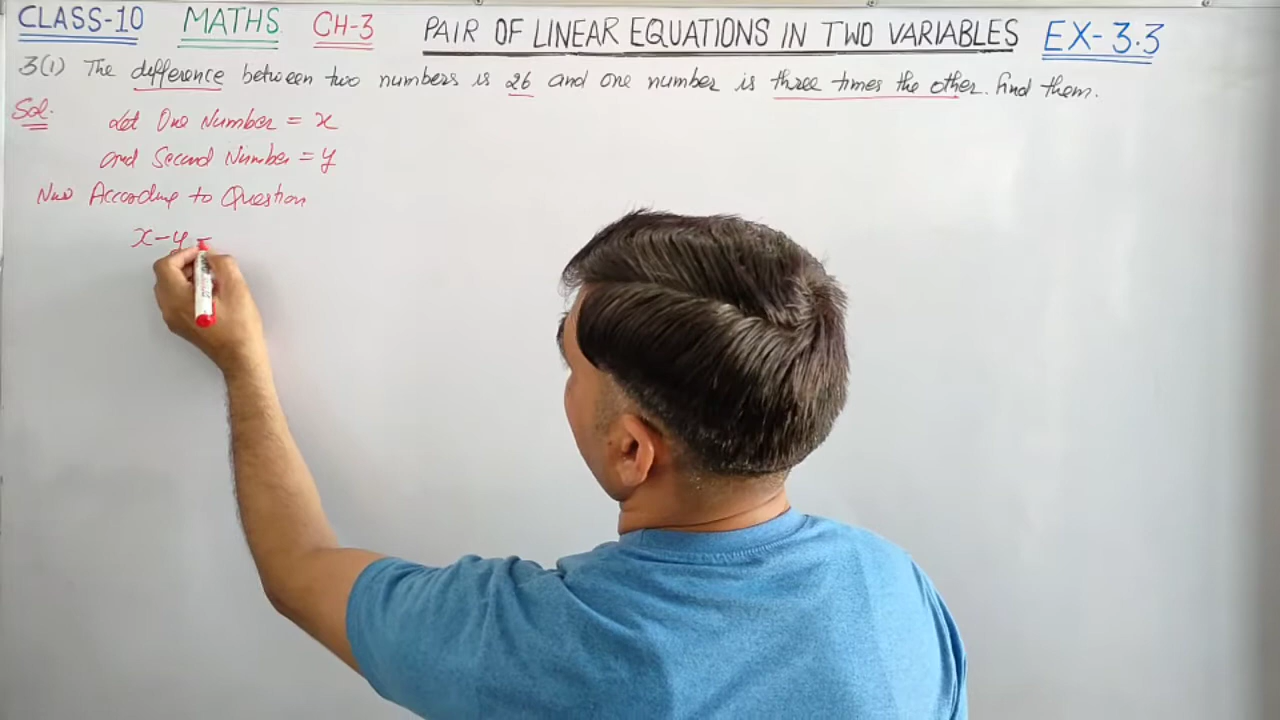 CLASS-10 MATHS CH-3 PAIR OF LINEAR EQUATIONS IN TWO VARIABLES EX-3.3
3(1) The difference between two numbers is 26 and one number is three times the other. Find them.
Sol. Let One Number = x
and Second Number = y
Now According to Question
x-y =